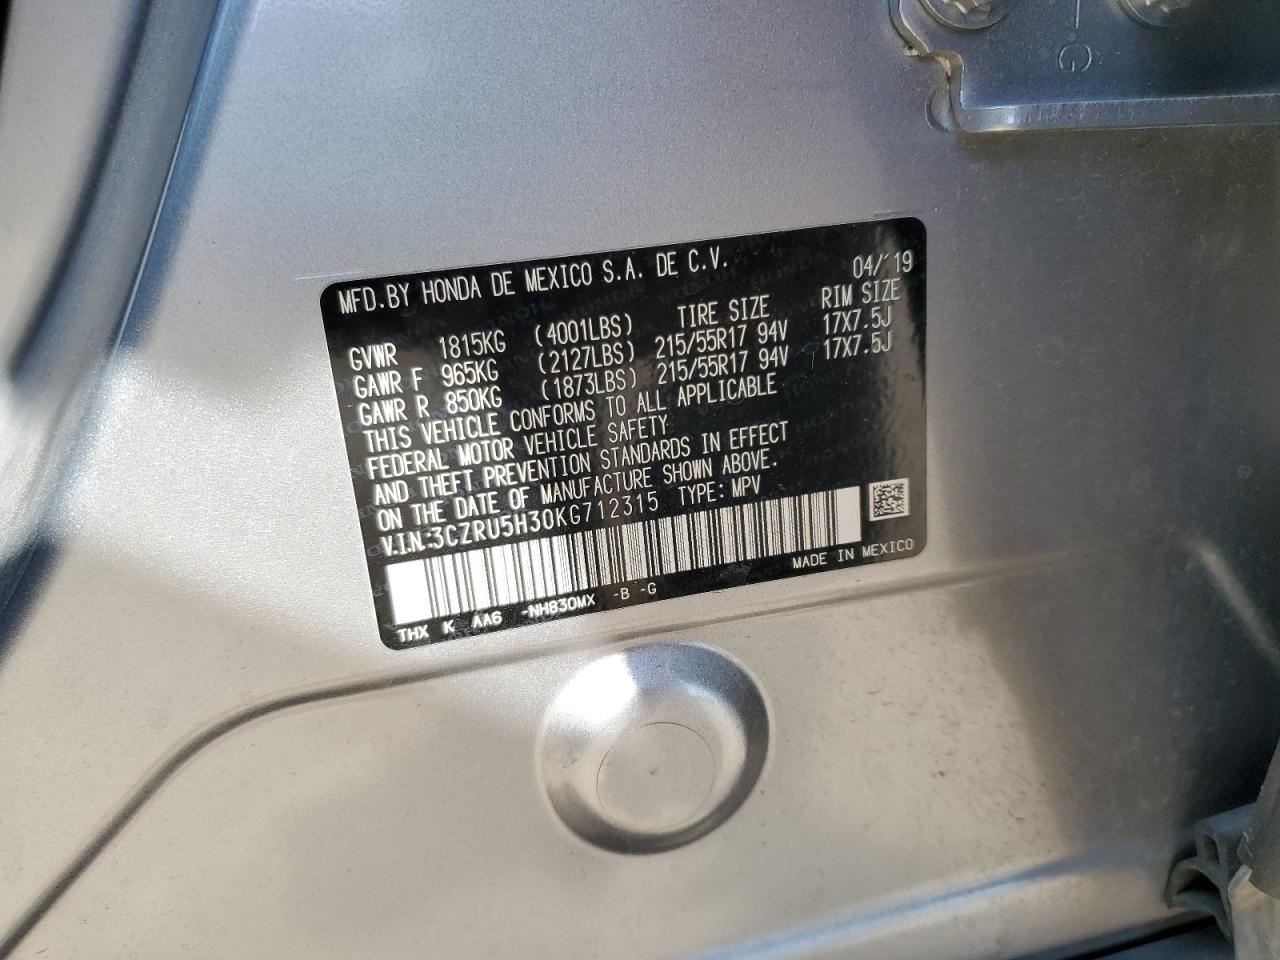 G
MFD.BY HONDA DE MEXICO S.A. DE C.V. 04/'19
TIRE SIZE RIM SIZE
GVWR 1815KG (4001LBS)
GAWR F 965KG (2127LBS) 215/55R17 94V 17X7.5J
GAWR R 850KG (1873LBS) 215/55R17 94V 17X7.5J
THIS VEHICLE CONFORMS TO ALL APPLICABLE
FEDERAL MOTOR VEHICLE SAFETY
AND THEFT PREVENTION STANDARDS IN EFFECT
ON THE DATE OF MANUFACTURE SHOWN ABOVE.
V.I.N:3CZRU5H30KG712315 TYPE:MPV
MADE IN MEXICO
THX K AA6 -NH830MX -B -G